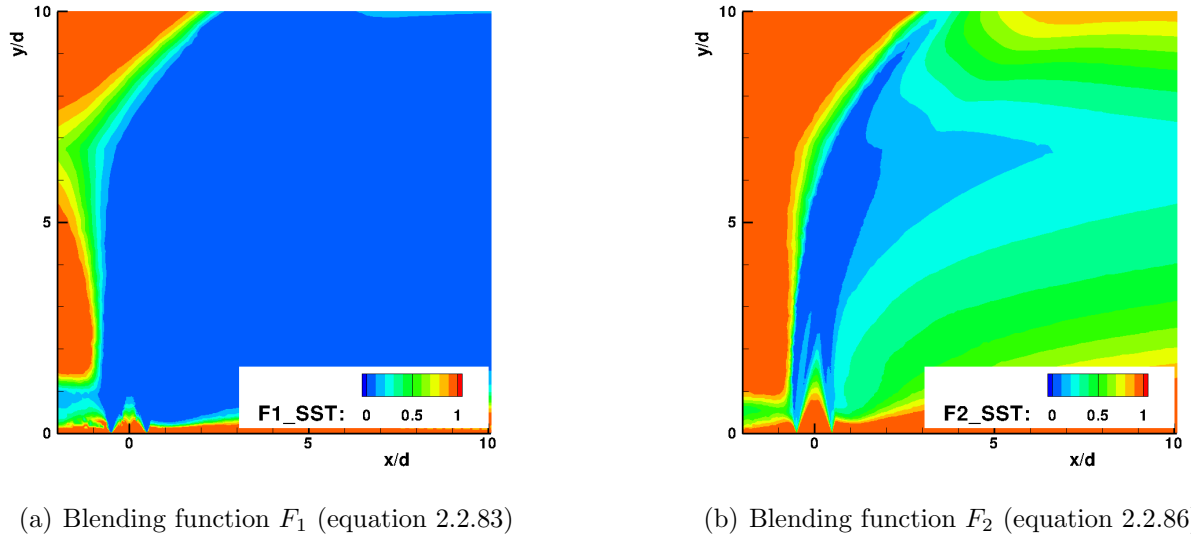 y/d
10
5
0
0
5
10
x/d
F1_SST:
0
0.5
1
y/d
10
5
0
0
5
10
x/d
F2_SST:
0
0.5
1
(a) Blending function F₁ (equation 2.2.83)
(b) Blending function F₂ (equation 2.2.86